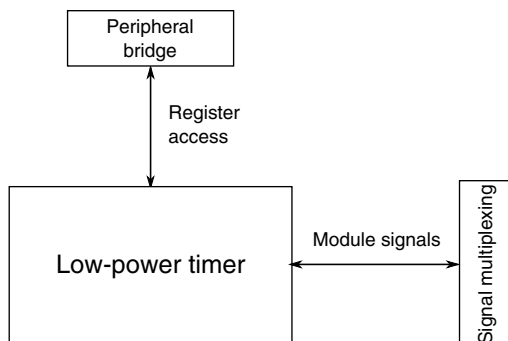 Peripheral
bridge
Register
access
Low-power timer
Module signals
Signal multiplexing